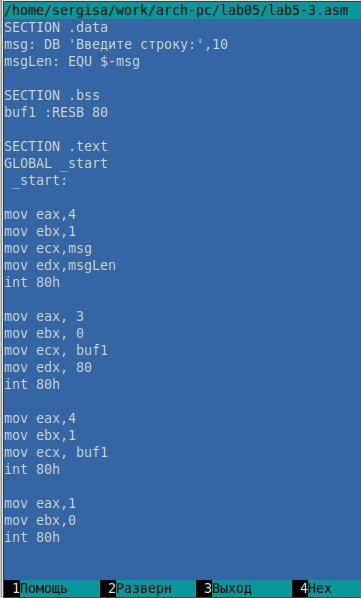 /home/sergisa/work/arch-pc/lab05/lab5-3.asm
SECTION .data
msg: DB 'Введите строку:',10
msgLen: EQU $-msg
SECTION .bss
buf1 :RESB 80
SECTION .text
GLOBAL _start
_start:
mov eax,4
mov ebx,1
mov ecx,msg
mov edx,msgLen
int 80h
mov eax, 3
mov ebx, 0
mov ecx, buf1
mov edx, 80
int 80h
mov eax,4
mov ebx,1
mov ecx, buf1
int 80h
mov eax,1
mov ebx,0
int 80h
1Помощь 2Разверн 3Выход 4Hex